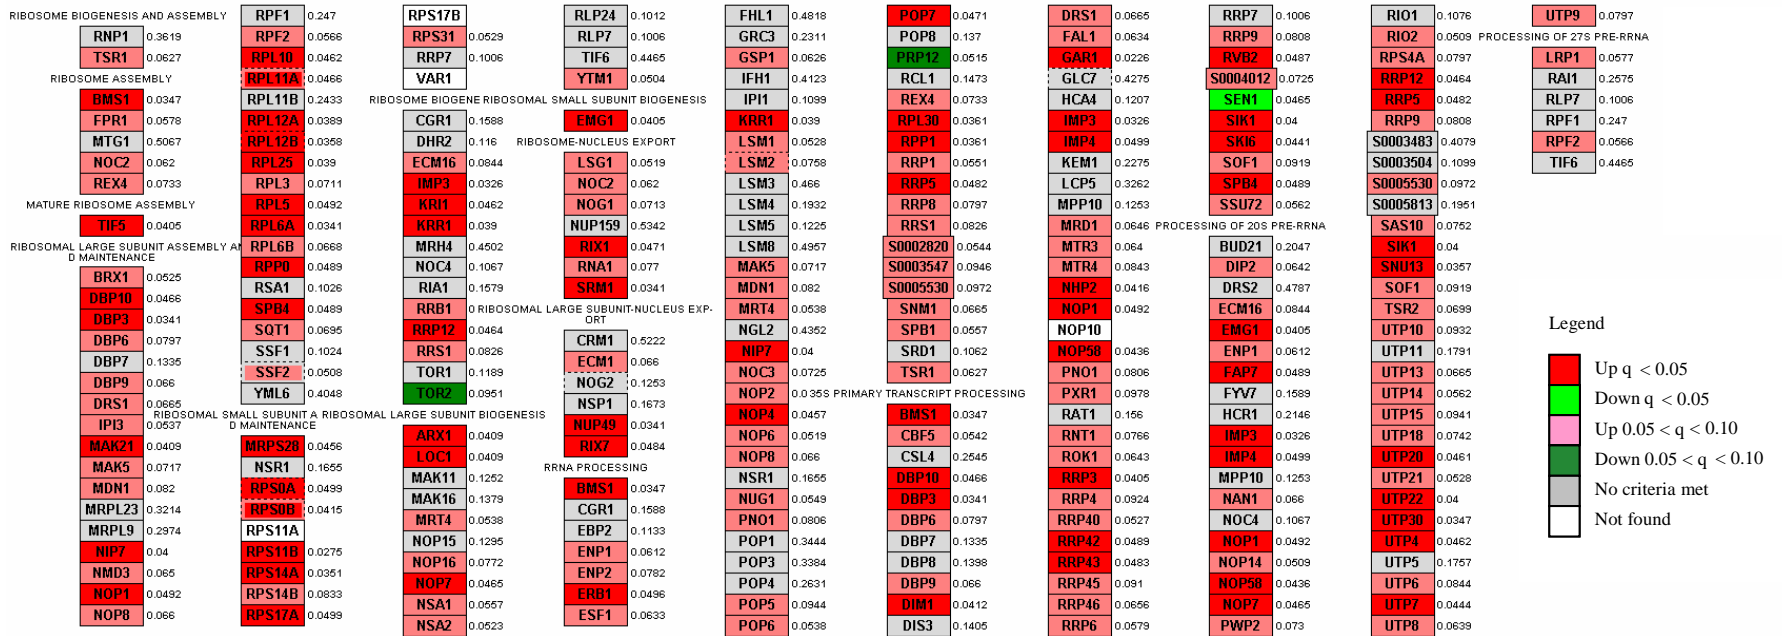 RIBOSOME BIOGENESIS AND ASSEMBLY
RNP1 0.3619
TSR1 0.0627
RIBOSOME ASSEMBLY
BMS1 0.0347
FPR1 0.0578
MTG1 0.5067
NOC2 0.062
REX4 0.0733
MATURE RIBOSOME ASSEMBLY
TIF5 0.0405
RIBOSOMAL LARGE SUBUNIT ASSEMBLY AN
D MAINTENANCE
BRX1 0.0525
DBP10 0.0466
DBP3 0.0341
DBP6 0.0797
DBP7 0.1335
DBP9 0.066
DRS1 0.0665
IPI3 0.0537
MAK21 0.0409
MAK5 0.0717
MDN1 0.082
MRPL23 0.3214
MRPL9 0.2974
NIP7 0.04
NMD3 0.065
NOP1 0.0492
NOP8 0.066
RPF1 0.247
RPF2 0.0566
RPL10 0.0462
RPL11A 0.0466
RPL11B 0.2433
RPL12A 0.0389
RPL12B 0.0358
RPL25 0.039
RPL3 0.0711
RPL5 0.0492
RPL6A 0.0341
RPL6B 0.0668
RPP0 0.0489
RSA1 0.1026
SPB4 0.0489
SQT1 0.0695
SSF1 0.1024
SSF2 0.0508
YML6 0.4048
RIBOSOMAL SMALL SUBUNIT A
D MAINTENANCE
MRPS28 0.0456
NSR1 0.1655
RPS0A 0.0499
RPS0B 0.0415
RPS11A
RPS11B 0.0275
RPS14A 0.0351
RPS14B 0.0833
RPS17A 0.0499
RPS17B
RPS31 0.0529
RRP7 0.1006
VAR1
RIBOSOME BIOGENE
CGR1 0.1588
DHR2 0.116
ECM16 0.0844
IMP3 0.0326
KRI1 0.0462
KRR1 0.039
MRH4 0.4502
NOC4 0.1067
RIA1 0.1579
RRB1 0
RRP12 0.0464
RRS1 0.0826
TOR1 0.1189
TOR2 0.0951
RIBOSOMAL LARGE SUBUNIT BIOGENESIS
ARX1 0.0409
LOC1 0.0409
MAK11 0.1252
MAK16 0.1379
MRT4 0.0538
NOP15 0.1295
NOP16 0.0772
NOP7 0.0465
NSA1 0.0557
NSA2 0.0523
RLP24 0.1012
RLP7 0.1006
TIF6 0.4465
YTM1 0.0504
RIBOSOMAL SMALL SUBUNIT BIOGENESIS
EMG1 0.0405
RIBOSOME-NUCLEUS EXPORT
LSG1 0.0519
NOC2 0.062
NOG1 0.0713
NUP159 0.5342
RIX1 0.0471
RNA1 0.077
SRM1 0.0341
RIBOSOMAL LARGE SUBUNIT-NUCLEUS EXP-
ORT
CRM1 0.5222
ECM1 0.066
NOG2 0.1253
NSP1 0.1673
NUP49 0.0341
RIX7 0.0484
RRNA PROCESSING
BMS1 0.0347
CGR1 0.1588
EBP2 0.1133
ENP1 0.0612
ENP2 0.0782
ERB1 0.0496
ESF1 0.0633
FHL1 0.4818
GRC3 0.2311
GSP1 0.0626
IFH1 0.4123
IPI1 0.1099
KRR1 0.039
LSM1 0.0528
LSM2 0.0758
LSM3 0.466
LSM4 0.1932
LSM5 0.1225
LSM8 0.4957
MAK5 0.0717
MDN1 0.082
MRT4 0.0538
NGL2 0.4352
NIP7 0.04
NOC3 0.0725
NOP2 0.0
NOP4 0.0457
NOP6 0.0519
NOP8 0.066
NSR1 0.1655
NUG1 0.0549
PNO1 0.0806
POP1 0.3444
POP3 0.3384
POP4 0.2631
POP5 0.0944
POP6 0.0538
POP7 0.0471
POP8 0.137
PRP12 0.0515
RCL1 0.1473
REX4 0.0733
RPL30 0.0361
RPP1 0.0361
RRP1 0.0551
RRP5 0.0482
RRP8 0.0797
RRS1 0.0826
S0002820 0.0544
S0003547 0.0946
S0005530 0.0972
SNM1 0.0665
SPB1 0.0557
SRD1 0.1062
TSR1 0.0627
35S PRIMARY TRANSCRIPT PROCESSING
BMS1 0.0347
CBF5 0.0542
CSL4 0.2545
DBP10 0.0466
DBP3 0.0341
DBP6 0.0797
DBP7 0.1335
DBP8 0.1398
DBP9 0.066
DIM1 0.0412
DIS3 0.1405
DRS1 0.0665
FAL1 0.0634
GAR1 0.0226
GLC7 0.4275
HCA4 0.1207
IMP3 0.0326
IMP4 0.0499
KEM1 0.2275
LCP5 0.3262
MPP10 0.1253
MRD1 0.0646
MTR3 0.064
MTR4 0.0843
NHP2 0.0416
NOP1 0.0492
NOP10
NOP58 0.0436
PNO1 0.0806
PXR1 0.0978
RAT1 0.156
RNT1 0.0766
ROK1 0.0643
RRP3 0.0405
RRP4 0.0924
RRP40 0.0527
RRP42 0.0489
RRP43 0.0483
RRP45 0.091
RRP46 0.0656
RRP6 0.0579
RRP7 0.1006
RRP9 0.0808
RVB2 0.0487
S0004012 0.0725
SEN1 0.0465
SIK1 0.04
SKI6 0.0441
SOF1 0.0919
SPB4 0.0489
SSU72 0.0562
PROCESSING OF 20S PRE-RRNA
BUD21 0.2047
DIP2 0.0642
DRS2 0.4787
ECM16 0.0844
EMG1 0.0405
ENP1 0.0612
FAP7 0.0489
FYV7 0.1589
HCR1 0.2146
IMP3 0.0326
IMP4 0.0499
MPP10 0.1253
NAN1 0.066
NOC4 0.1067
NOP1 0.0492
NOP14 0.0509
NOP58 0.0436
NOP7 0.0465
PWP2 0.073
RIO1 0.1076
RIO2 0.0509
RPS4A 0.0797
RRP12 0.0464
RRP5 0.0482
RRP9 0.0808
S0003483 0.4079
S0003504 0.1099
S0005530 0.0972
S0005813 0.1951
SAS10 0.0752
SIK1 0.04
SNU13 0.0357
SOF1 0.0919
TSR2 0.0699
UTP10 0.0932
UTP11 0.1791
UTP13 0.0665
UTP14 0.0562
UTP15 0.0941
UTP18 0.0742
UTP20 0.0461
UTP21 0.0528
UTP22 0.04
UTP30 0.0347
UTP4 0.0462
UTP5 0.1757
UTP6 0.0844
UTP7 0.0444
UTP8 0.0639
UTP9 0.0797
PROCESSING OF 27S PRE-RRNA
LRP1 0.0577
RAI1 0.2575
RLP7 0.1006
RPF1 0.247
RPF2 0.0566
TIF6 0.4465
Legend
Up q < 0.05
Down q < 0.05
Up 0.05 < q < 0.10
Down 0.05 < q < 0.10
No criteria met
Not found